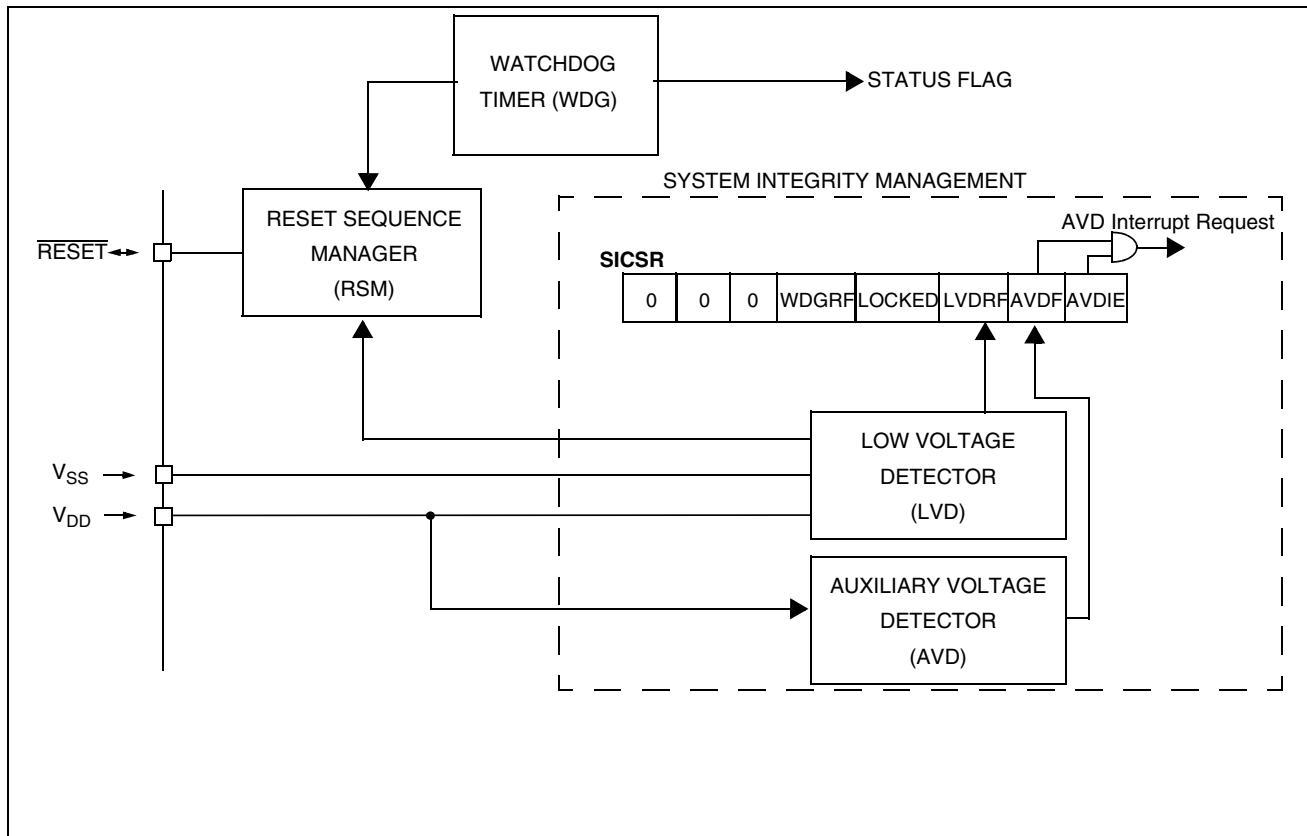 WATCHDOG
TIMER (WDG)
STATUS FLAG
SYSTEM INTEGRITY MANAGEMENT
RESET SEQUENCE
MANAGER
(RSM)
RESET
AVD Interrupt Request
SICSR
0 0 0 WDGRF LOCKED LVDRF AVDF AVDIE
LOW VOLTAGE
DETECTOR
(LVD)
VSS
VDD
AUXILIARY VOLTAGE
DETECTOR
(AVD)